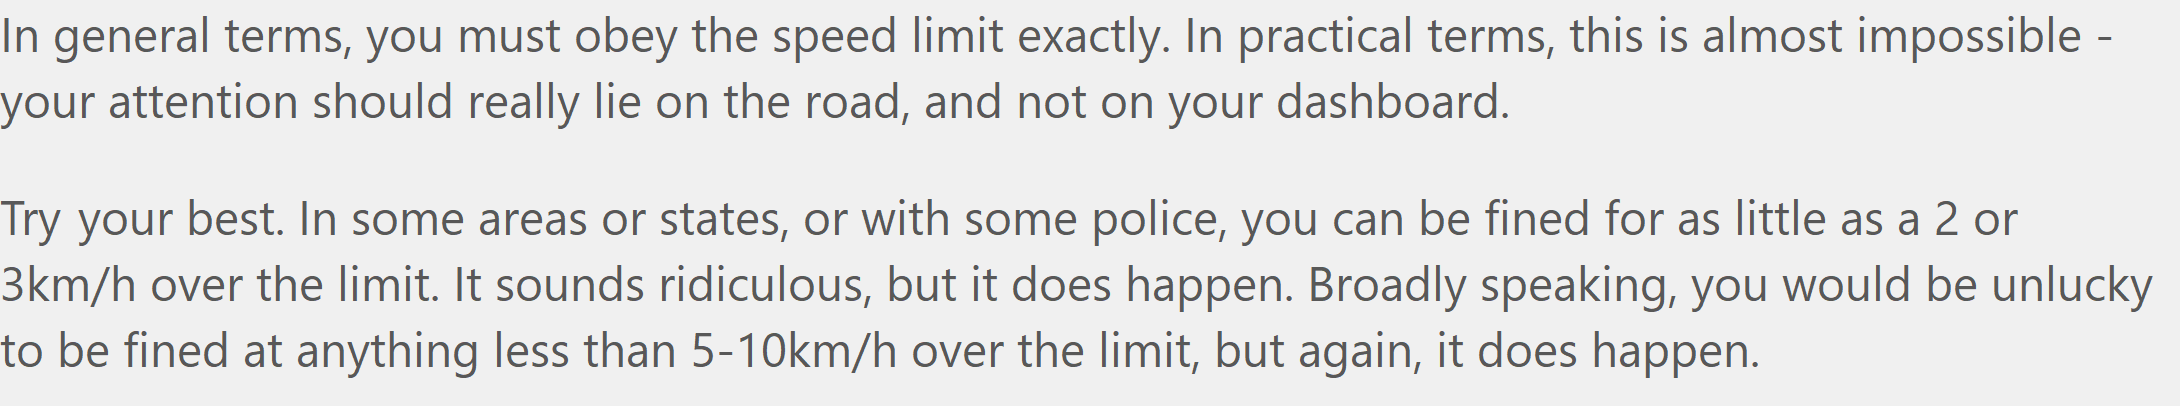 In general terms, you must obey the speed limit exactly. In practical terms, this is almost impossible -
your attention should really lie on the road, and not on your dashboard.
Try your best. In some areas or states, or with some police, you can be fined for as little as a 2 or
3km/h over the limit. It sounds ridiculous, but it does happen. Broadly speaking, you would be unlucky
to be fined at anything less than 5-10km/h over the limit, but again, it does happen.